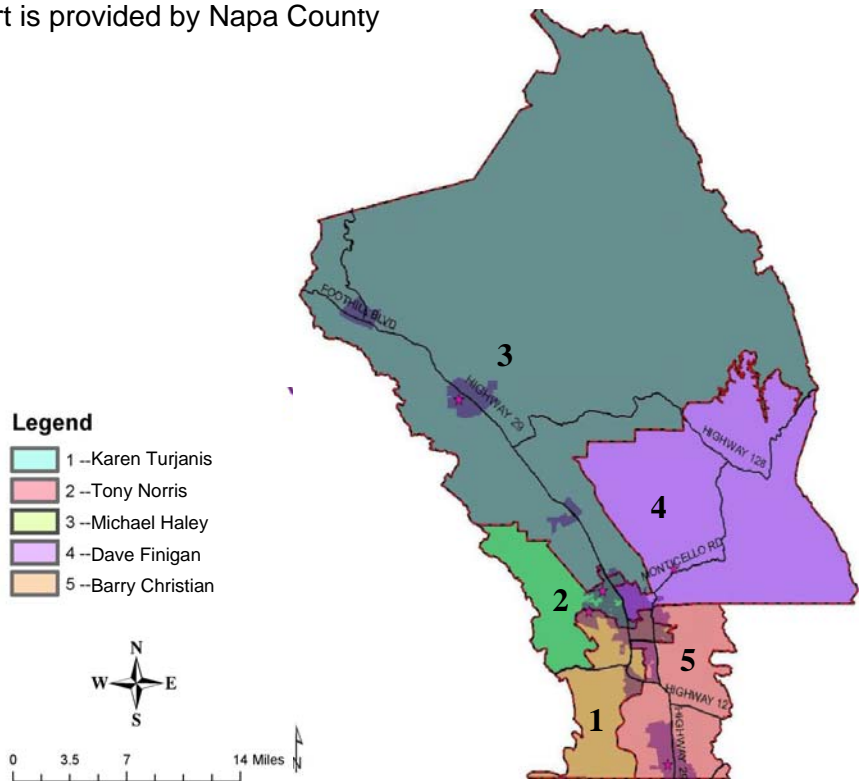 rt is provided by Napa County
FOOTHILL BLVD
3
HIGHWAY 29
HIGHWAY 128
4
MONTICELLO RD
2
5
HIGHWAY 12
1
HIGHWAY 29
Legend
1 --Karen Turjanis
2 --Tony Norris
3 --Michael Haley
4 --Dave Finigan
5 --Barry Christian
N
W E
S
0 3.5 7 14 Miles
N